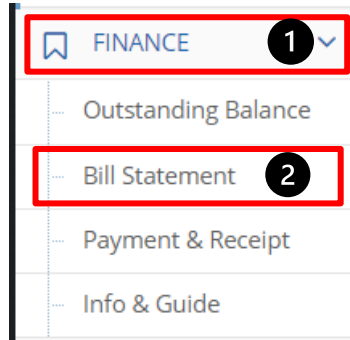 FINANCE 1
Outstanding Balance
Bill Statement 2
Payment & Receipt
Info & Guide